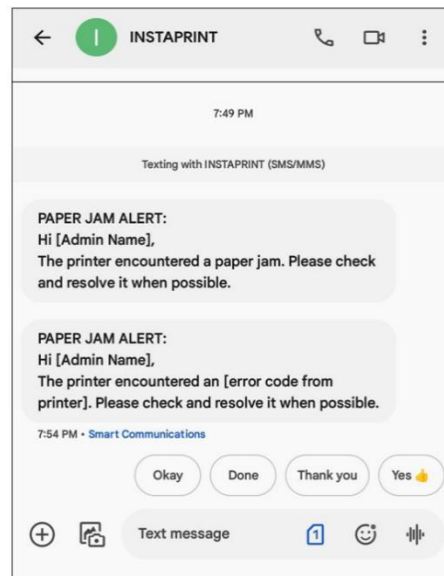 I INSTAPRINT
7:49 PM
Texting with INSTAPRINT (SMS/MMS)
PAPER JAM ALERT:
Hi [Admin Name],
The printer encountered a paper jam. Please check
and resolve it when possible.
PAPER JAM ALERT:
Hi [Admin Name],
The printer encountered an [error code from
printer]. Please check and resolve it when possible.
7:54 PM • Smart Communications
Okay Done Thank you Yes 👍
Text message 1